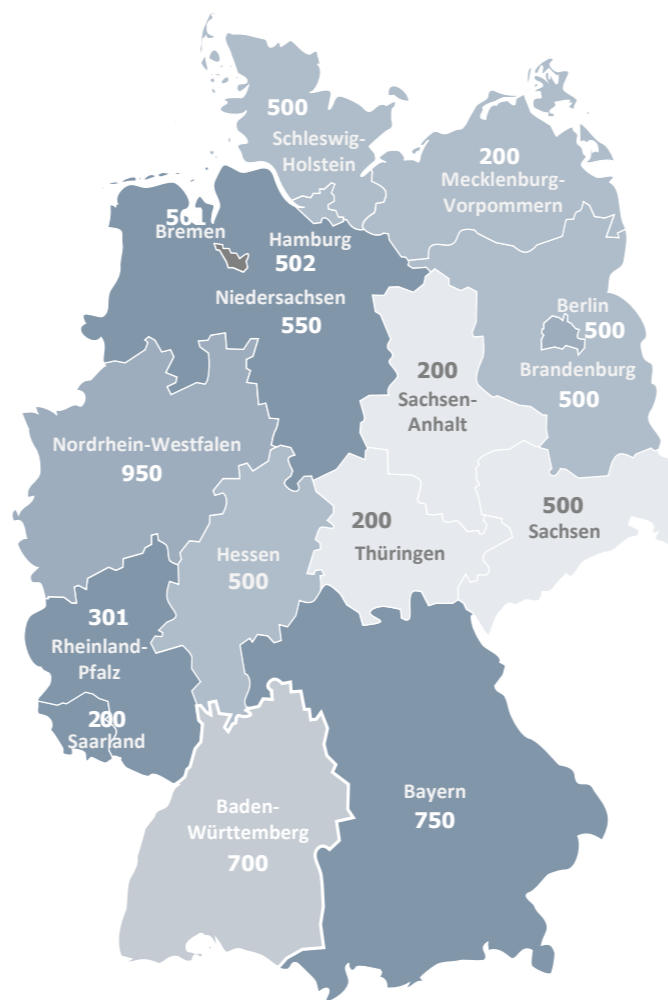 500
Schleswig-
Holstein
200
Mecklenburg-
Vorpommern
501
Bremen
Hamburg
502
Niedersachsen
550
Berlin
500
Brandenburg
500
200
Sachsen-
Anhalt
Nordrhein-Westfalen
950
500
Sachsen
200
Thüringen
Hessen
500
301
Rheinland-
Pfalz
200
Saarland
Bayern
750
Baden-
Württemberg
700